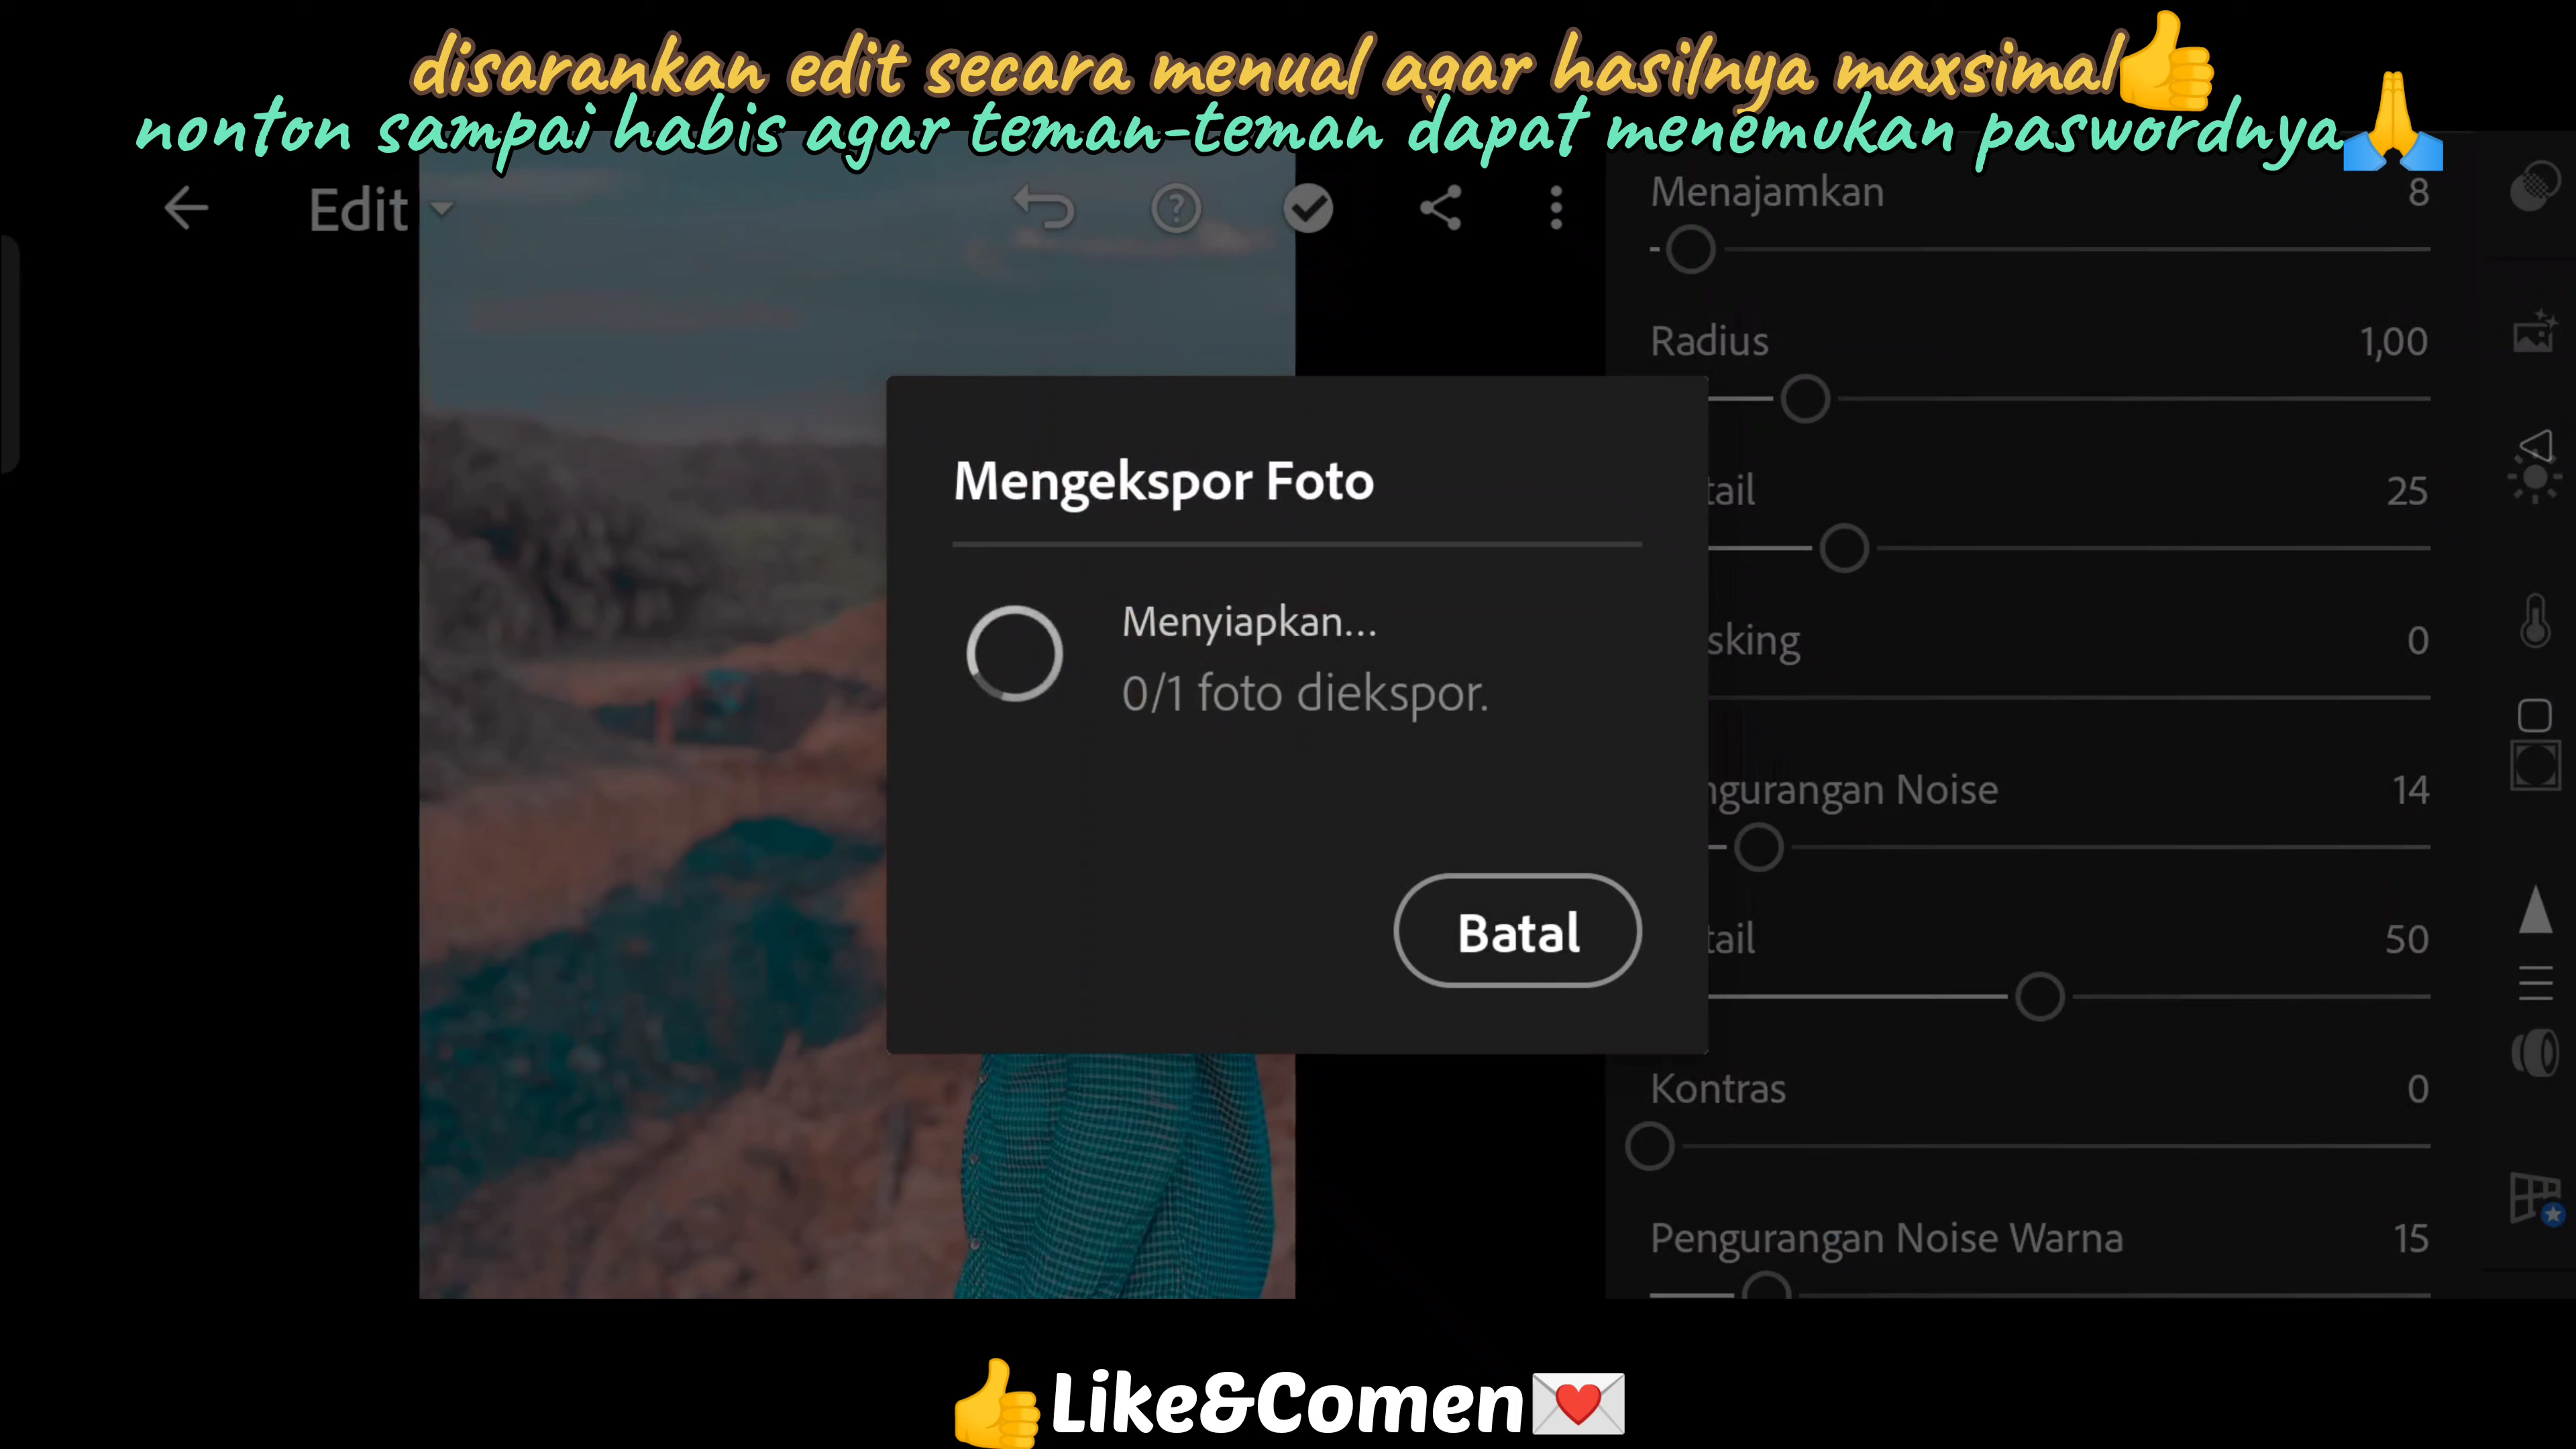 disarankan edit secara menual agar hasilnya maxsimal👍
nonton sampai habis agar teman-teman dapat menemukan paswordnya🙏
Edit
Menajamkan 8
Radius 1,00
tail 25
sking 0
ngurangan Noise 14
tail 50
Kontras 0
Pengurangan Noise Warna 15
Mengekspor Foto
Menyiapkan...
0/1 foto diekspor.
Batal
👍Like&Comen💌